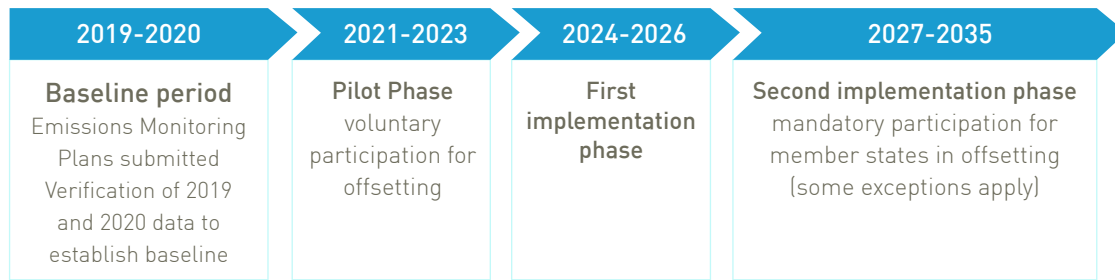 2019-2020
2021-2023
2024-2026
2027-2035
Baseline period
Emissions Monitoring
Plans submitted
Verification of 2019
and 2020 data to
establish baseline
Pilot Phase
voluntary
participation for
offsetting
First
implementation
phase
Second implementation phase
mandatory participation for
member states in offsetting
(some exceptions apply)